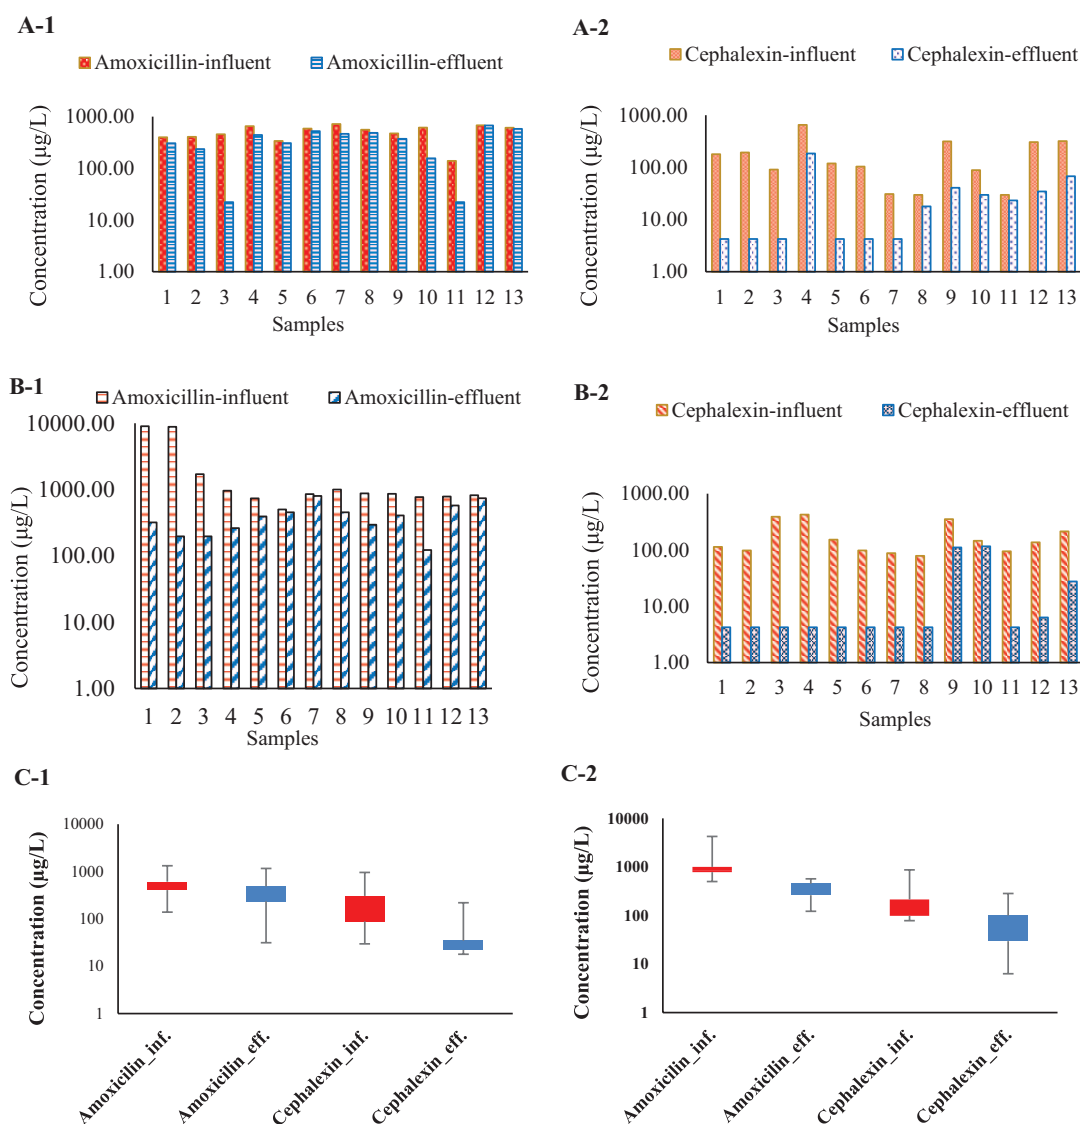 A-1
Amoxicillin-influent Amoxicillin-effluent
Concentration (µg/L)
1000.00
100.00
10.00
1.00
1 2 3 4 5 6 7 8 9 10 11 12 13
Samples
A-2
Cephalexin-influent Cephalexin-effluent
Concentration (µg/L)
1000.00
100.00
10.00
1.00
1 2 3 4 5 6 7 8 9 10 11 12 13
Samples
B-1
Amoxicillin-influent Amoxicillin-effluent
Concentration (µg/L)
10000.00
1000.00
100.00
10.00
1.00
1 2 3 4 5 6 7 8 9 10 11 12 13
Samples
B-2
Cephalexin-influent Cephalexin-effluent
Concentration (µg/L)
1000.00
100.00
10.00
1.00
1 2 3 4 5 6 7 8 9 10 11 12 13
Samples
C-1
Concentration (µg/L)
10000
1000
100
10
1
Amoxicilin_inf.
Amoxicilin_eff.
Cephalexin_inf.
Cephalexin_eff.
C-2
Concentration (µg/L)
10000
1000
100
10
1
Amoxicilin_inf.
Amoxicilin_eff.
Cephalexin_inf.
Cephalexin_eff.